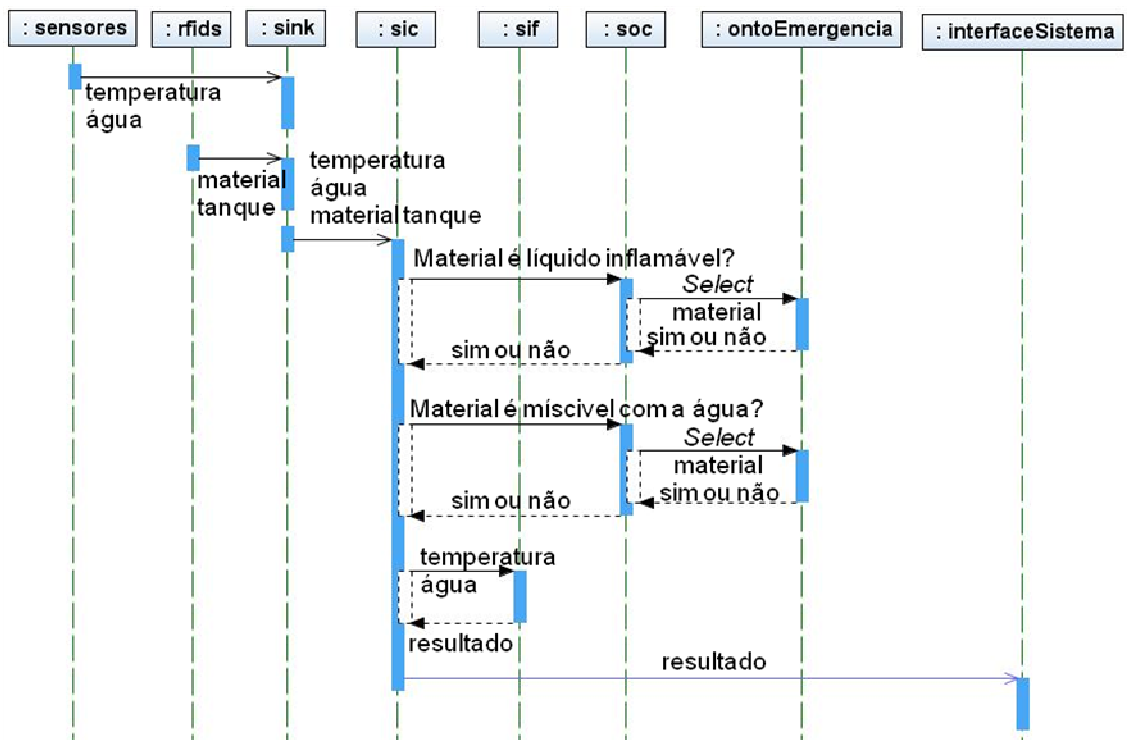 : sensores
: rfids
: sink
: sic
: sif
: soc
: ontoEmergencia
: interfaceSistema
temperatura
água
material
tanque
temperatura
água
material tanque
Material é líquido inflamável?
Select
material
sim ou não
sim ou não
Material é míscivel com a água?
Select
material
sim ou não
sim ou não
temperatura
água
resultado
resultado